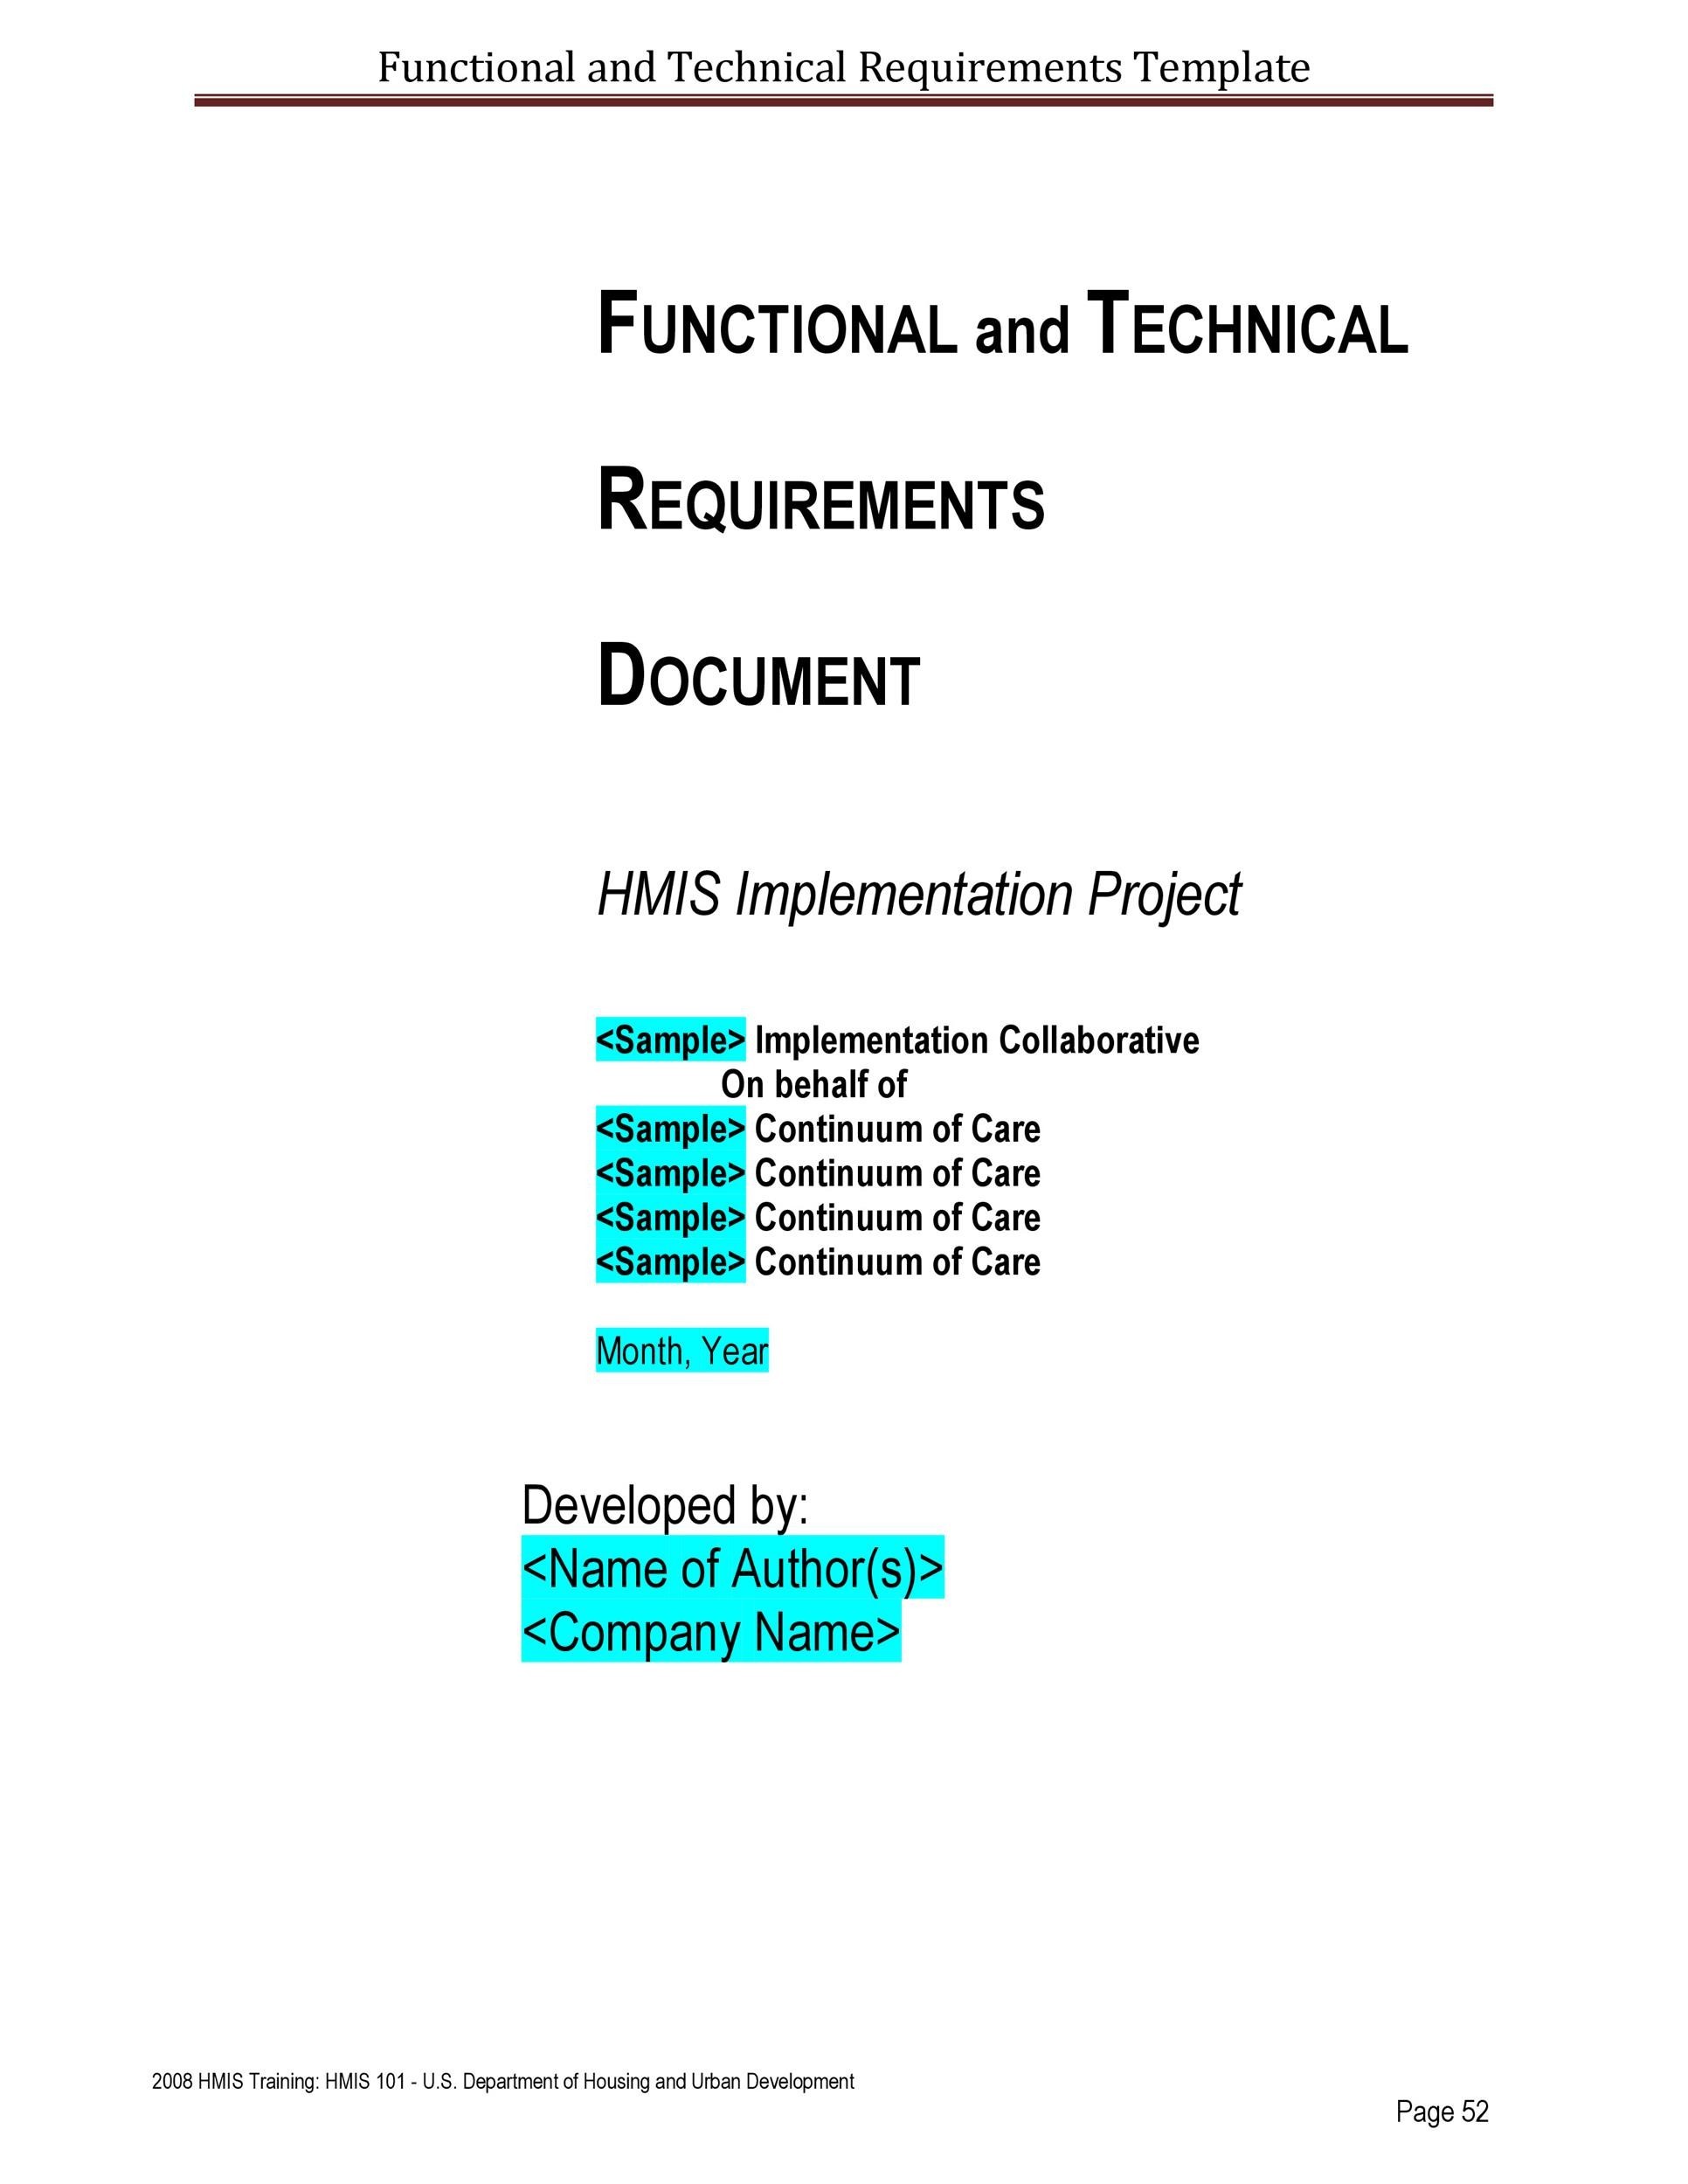 Functional and Technical Requirements Template
FUNCTIONAL and TECHNICAL
REQUIREMENTS
DOCUMENT
HMIS Implementation Project
<Sample> Implementation Collaborative
On behalf of
<Sample> Continuum of Care
<Sample> Continuum of Care
<Sample> Continuum of Care
<Sample> Continuum of Care
Month, Year
Developed by:
<Name of Author(s)>
<Company Name>
2008 HMIS Training: HMIS 101 - U.S. Department of Housing and Urban Development
Page 52